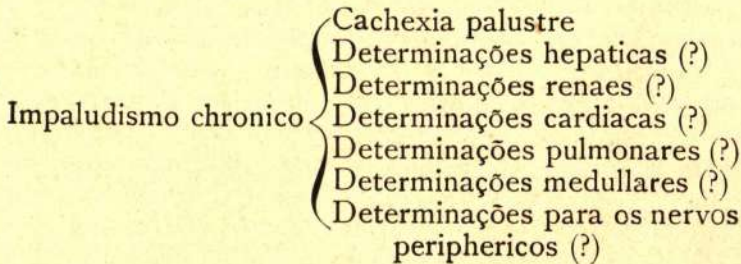 Cachexia palustre
Determinações hepaticas (?)
Determinações renaes (?)
Impaludismo chronico
Determinações cardiacas (?)
Determinações pulmonares (?)
Determinações medullares (?)
Determinações para os nervos
periphericos (?)